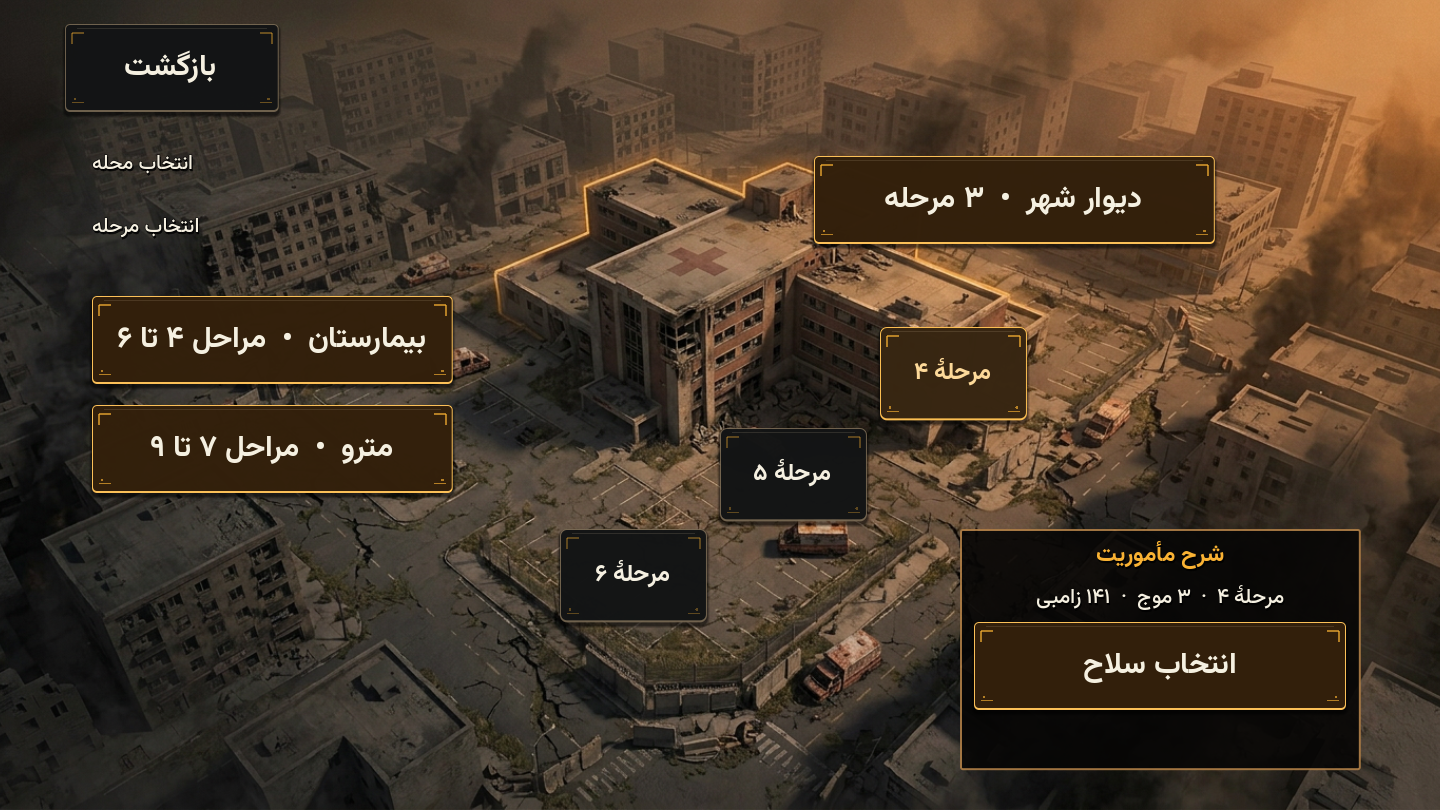 بازگشت
انتخاب محله
انتخاب مرحله
دیوار شهر • ۳ مرحله
بیمارستان • مراحل ۴ تا ۶
مترو • مراحل ۷ تا ۹
مرحلهٔ ۴
مرحلهٔ ۵
مرحلهٔ ۶
شرح مأموریت
مرحلهٔ ۴ · ۳ موج · ۱۴۱ زامبی
انتخاب سلاح